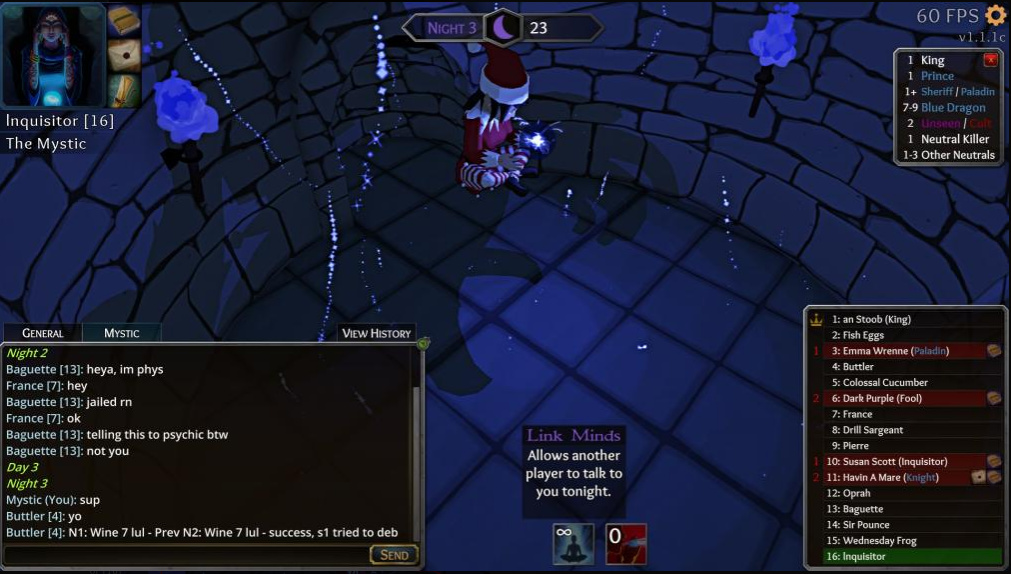 NIGHT 3
23
60 FPS
v1.1.1c
Inquisitor [16]
The Mystic
1 King x
1 Prince
1+ Sheriff / Paladin
7-9 Blue Dragon
2 Unseen / Cult
1 Neutral Killer
1-3 Other Neutrals
GENERAL
MYSTIC
VIEW HISTORY
Night 2
Baguette [13]: heya, im phys
France [7]: hey
Baguette [13]: jailed rn
France [7]: ok
Baguette [13]: telling this to psychic btw
Baguette [13]: not you
Day 3
Night 3
Mystic (You): sup
Buttler [4]: yo
Buttler [4]: N1: Wine 7 lul - Prev N2: Wine 7 lul - success, s1 tried to deb
SEND
Link Minds
Allows another
player to talk to
you tonight.
∞
0
1: an Stoob (King)
2: Fish Eggs
1 3: Emma Wrenne (Paladin)
4: Buttler
5: Colossal Cucumber
2 6: Dark Purple (Fool)
7: France
8: Drill Sargeant
9: Pierre
1 10: Susan Scott (Inquisitor)
2 11: Havin A Mare (Knight)
12: Oprah
13: Baguette
14: Sir Pounce
15: Wednesday Frog
16: Inquisitor